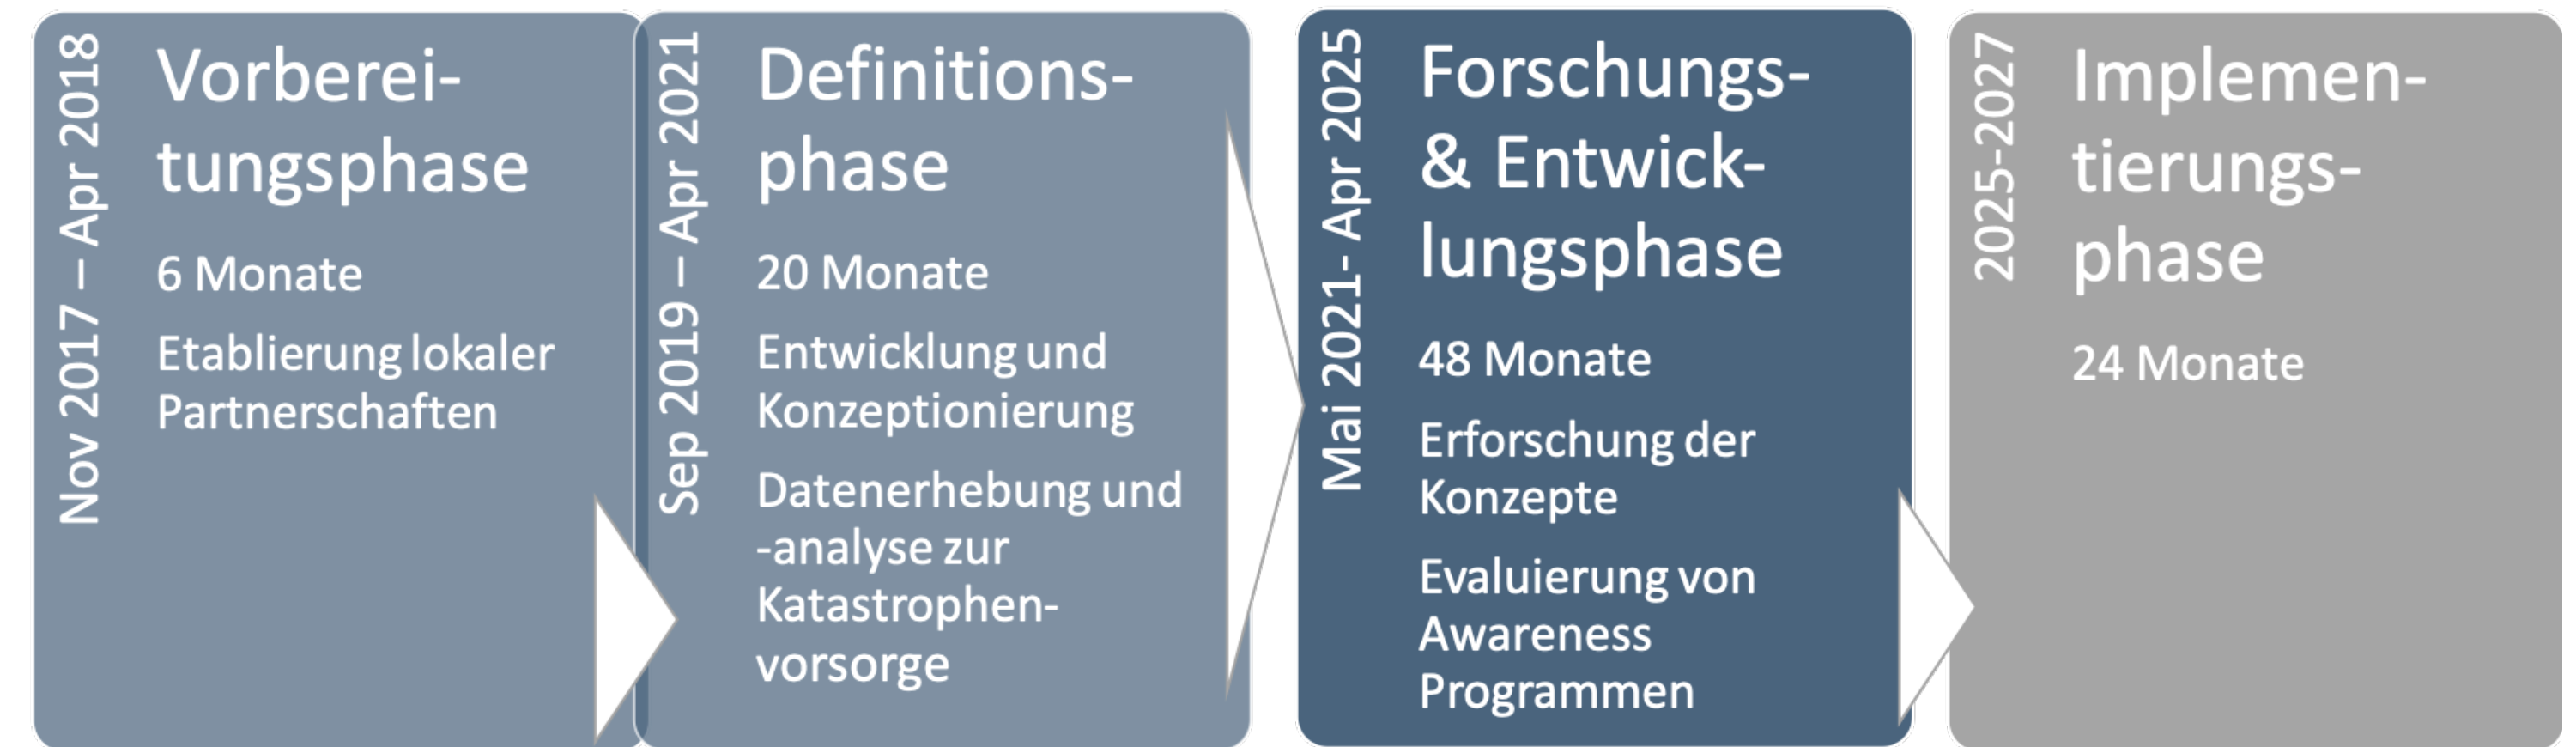 Nov 2017 – Apr 2018
Vorberei-
tungsphase
6 Monate
Etablierung lokaler
Partnerschaften
Sep 2019 – Apr 2021
Definitions-
phase
20 Monate
Entwicklung und
Konzeptionierung
Datenerhebung und
-analyse zur
Katastrophen-
vorsorge
Mai 2021- Apr 2025
Forschungs-
& Entwick-
lungsphase
48 Monate
Erforschung der
Konzepte
Evaluierung von
Awareness
Programmen
2025-2027
Implemen-
tierungs-
phase
24 Monate